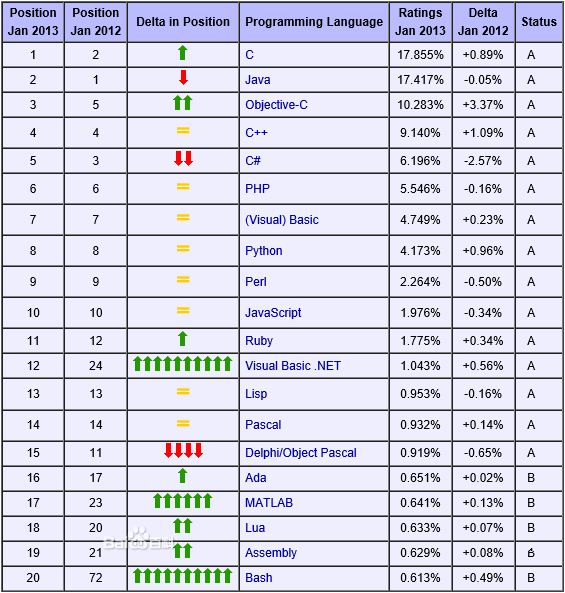 Position Jan 2013 Position Jan 2012 Delta in Position Programming Language Ratings Jan 2013 Delta Jan 2012 Status
1 2 C 17.855% +0.89% A
2 1 Java 17.417% -0.05% A
3 5 Objective-C 10.283% +3.37% A
4 4 C++ 9.140% +1.09% A
5 3 C# 6.196% -2.57% A
6 6 PHP 5.546% -0.16% A
7 7 (Visual) Basic 4.749% +0.23% A
8 8 Python 4.173% +0.96% A
9 9 Perl 2.264% -0.50% A
10 10 JavaScript 1.976% -0.34% A
11 12 Ruby 1.775% +0.34% A
12 24 Visual Basic .NET 1.043% +0.56% A
13 13 Lisp 0.953% -0.16% A
14 14 Pascal 0.932% +0.14% A
15 11 Delphi/Object Pascal 0.919% -0.65% A
16 17 Ada 0.651% +0.02% B
17 23 MATLAB 0.641% +0.13% B
18 20 Lua 0.633% +0.07% B
19 21 Assembly 0.629% +0.08%
20 72 Bash 0.613% +0.49% B